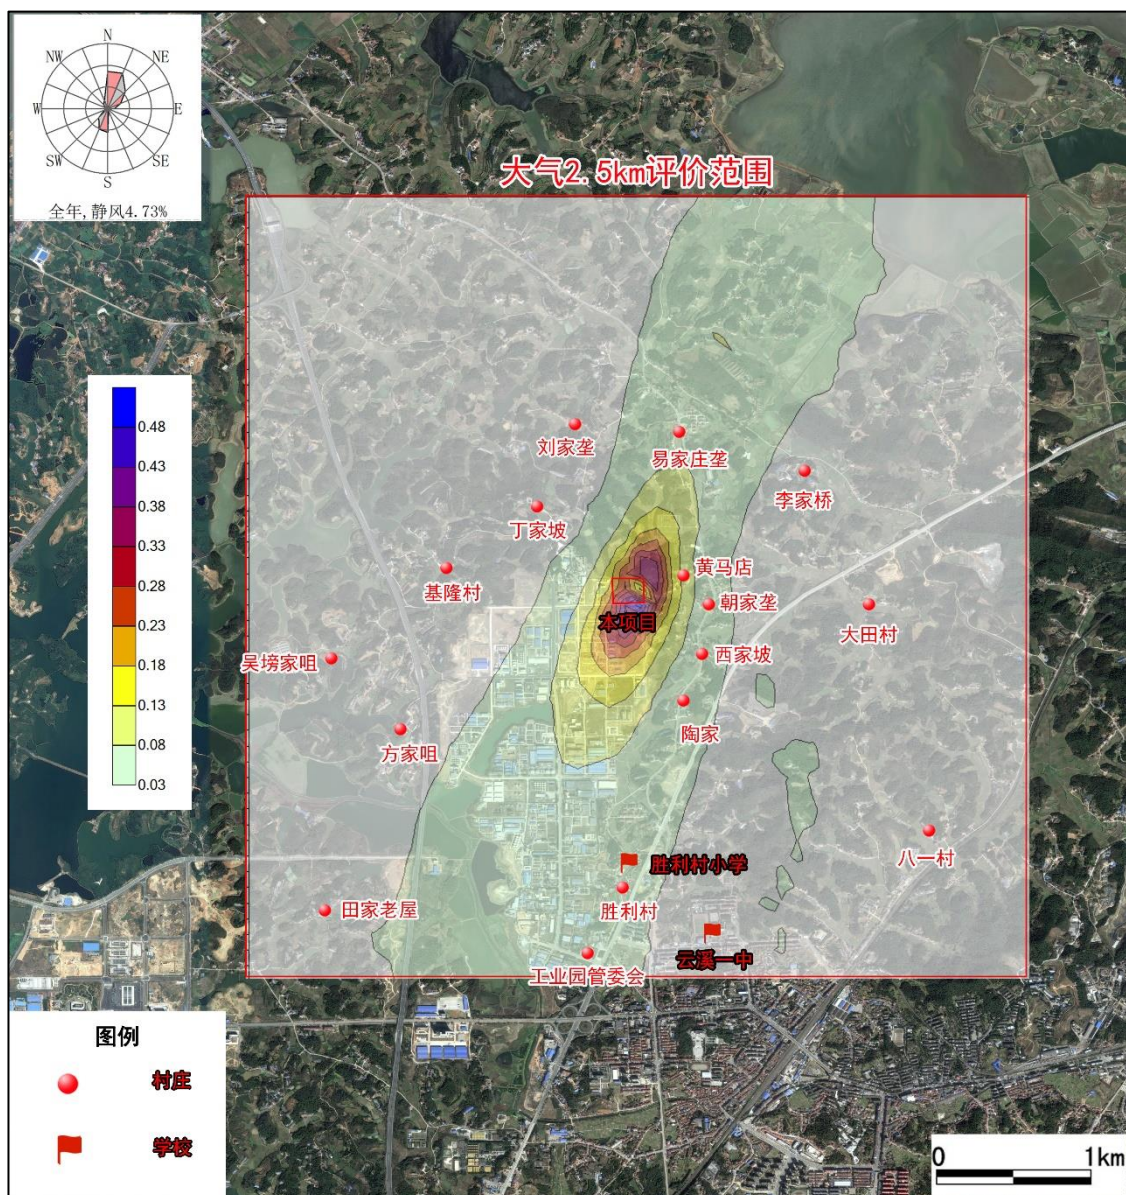 N
NW
NE
W
E
SW
SE
S
全年,静风4.73%
大气2.5km评价范围
0.48
0.43
0.38
0.33
0.28
0.23
0.18
0.13
0.08
0.03
刘家垄
易家庄垄
李家桥
丁家坡
黄马店
基隆村
朝家垄
本项目
大田村
西家坡
吴塝家咀
陶家
方家咀
八一村
胜利村小学
田家老屋
胜利村
云溪一中
工业园管委会
图例
村庄
学校
0
1km